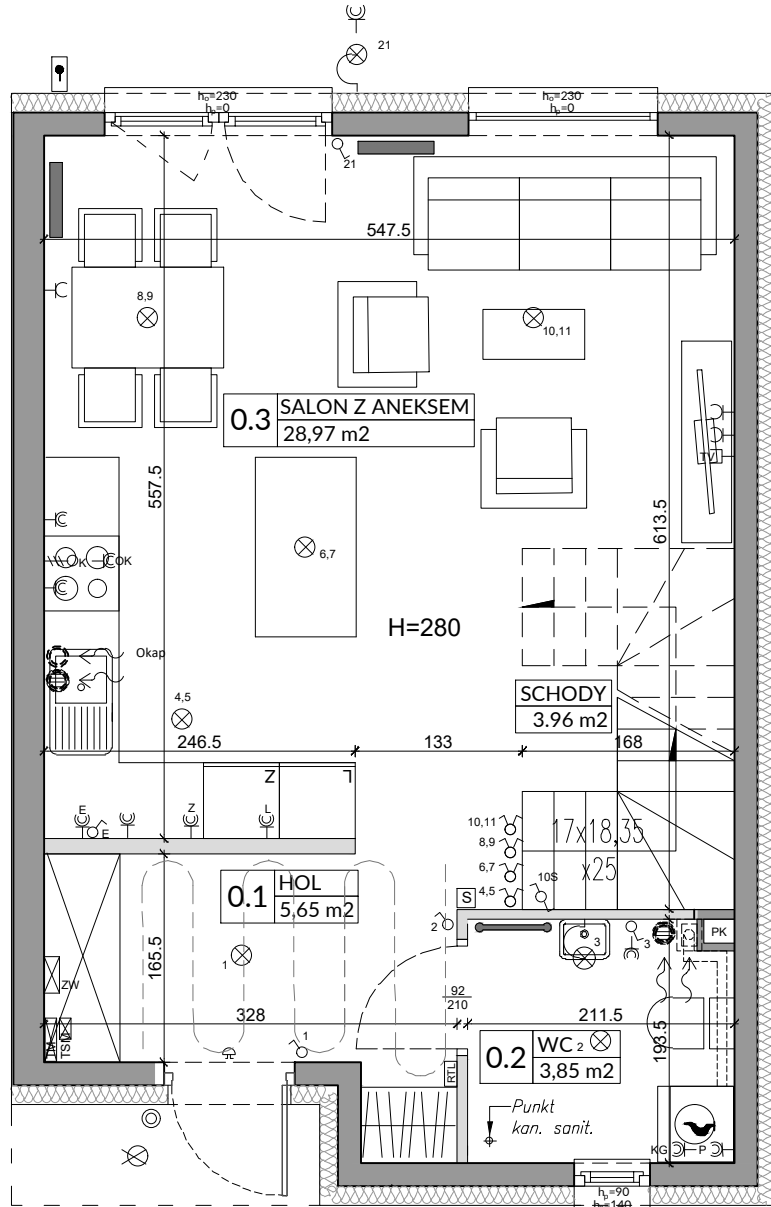 21
hₒ=230
hₚ=0
hₒ=230
hₚ=0
21
547.5
8,9
10,11
0.3
SALON Z ANEKSEM
28,97 m2
TV
557.5
613.5
6,7
OK
OK
H=280
Okap
SCHODY
3.96 m2
4,5
246.5
133
168
Z
L
E
E
Z
L
10,11
8,9
6,7
4,5
17x18,35
x25
10S
0.1
HOL
5,65 m2
S
2
3
3
PK
165.5
1
ZW
92
210
328
211.5
193.5
1
TM
TSM
0.2
WC
2
3,85 m2
RTL
Punkt
kan. sanit.
KG
P
hₚ=90